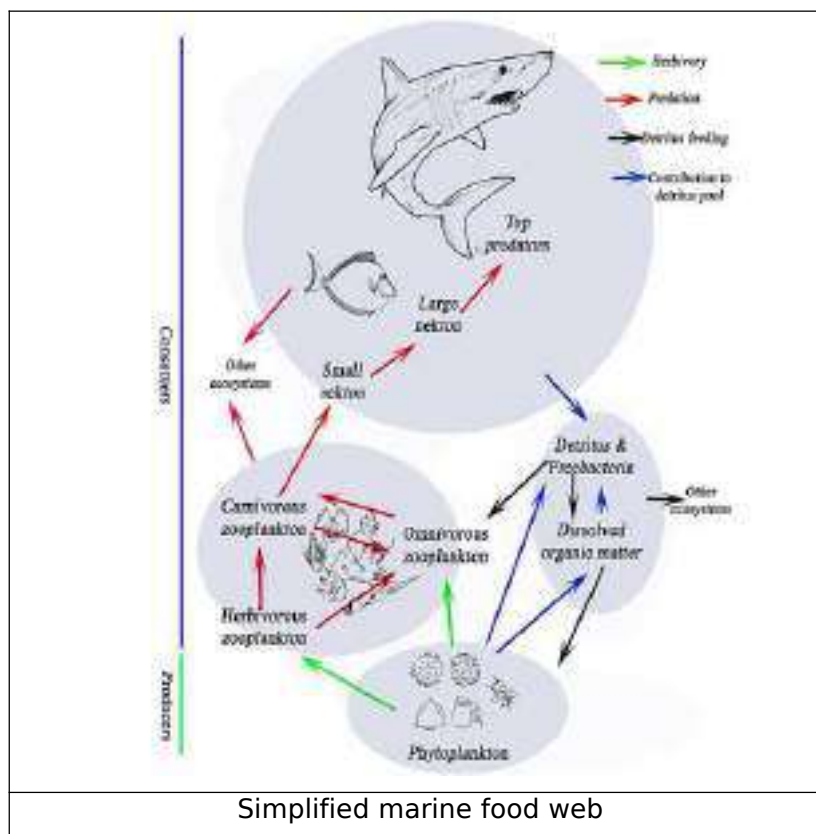 Herbivory
Predation
Detritus feeding
Contribution to
detritus pool
Top
predators
Large
nekton
Small
nekton
Other
ecosystems
Consumers
Detritus &
Freebacteria
Other
ecosystems
Dissolved
organic matter
Carnivorous
zooplankton
Omnivorous
zooplankton
Herbivorous
zooplankton
Producers
Phytoplankton
Simplified marine food web